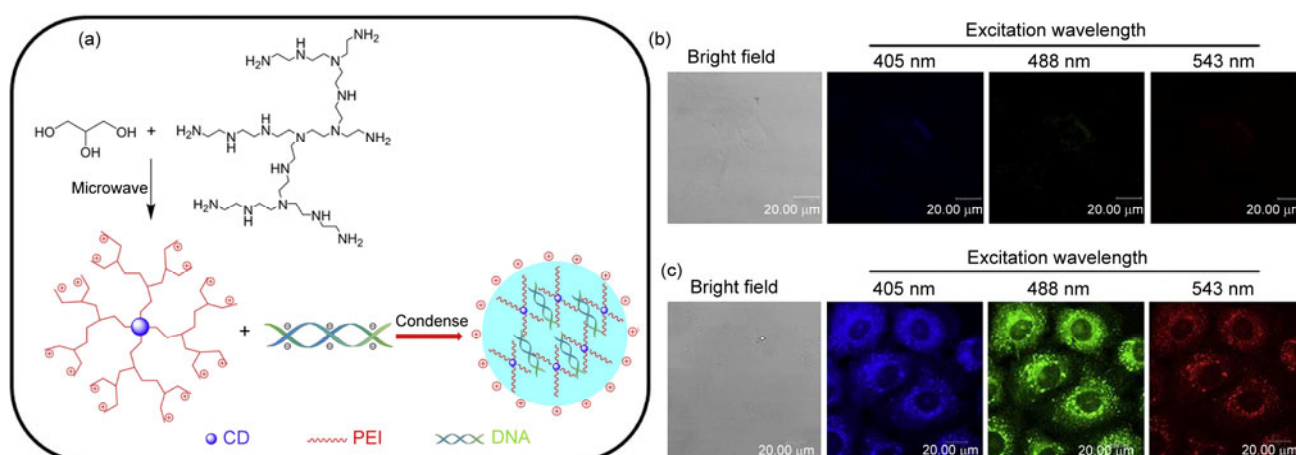 (a)
NH₂
H₂N
H
N
N
NH
H₂N
H
N
N
N
NH₂
N
H
HN
H₂N
N
H
N
H
N
N
H
NH₂
HO
OH
OH
+
Microwave
+
Condense
CD
PEI
DNA
(b)
Excitation wavelength
Bright field
405 nm
488 nm
543 nm
20.00 µm
20.00 µm
20.00 µm
20.00 µm
(c)
Excitation wavelength
Bright field
405 nm
488 nm
543 nm
20.00 µm
20.00 µm
20.00 µm
20.00 µm